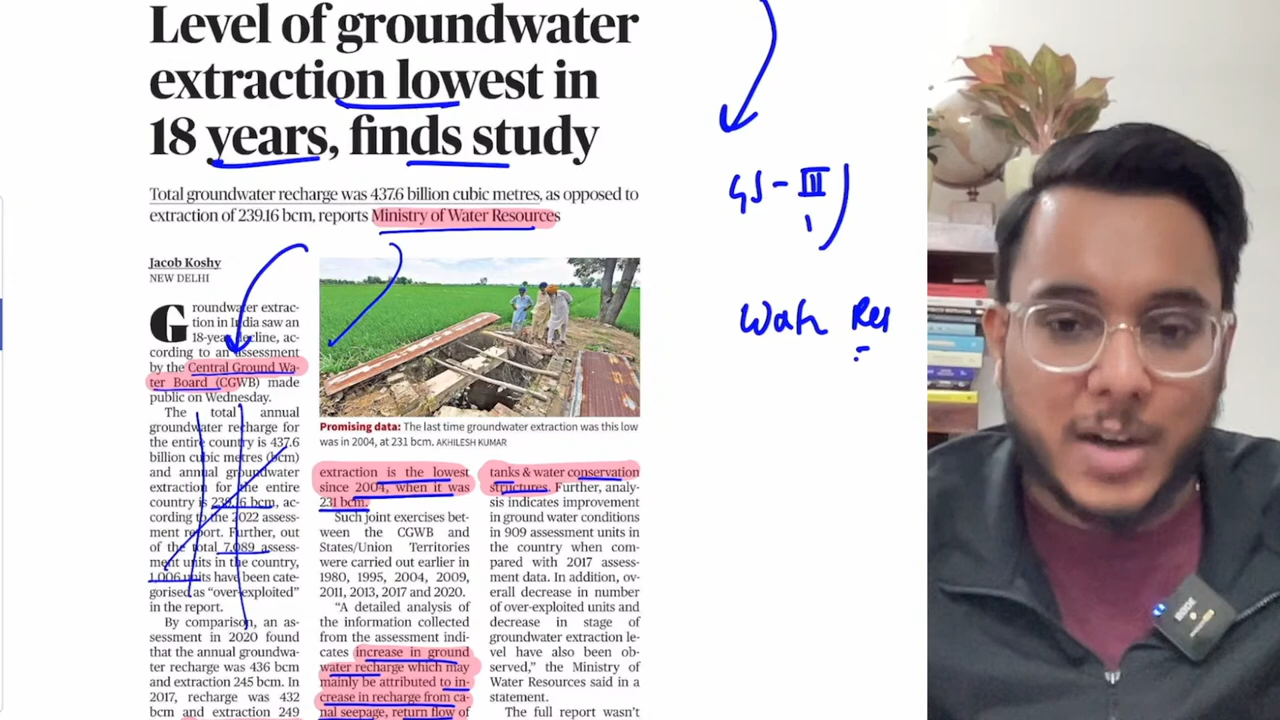 Level of groundwater
extraction lowest in
18 years, finds study
Total groundwater recharge was 437.6 billion cubic metres, as opposed to
extraction of 239.16 bcm, reports Ministry of Water Resources
Jacob Koshy
NEW DELHI
Groundwater extrac-
tion in India saw an
18-year decline, ac-
cording to an assessment
by the Central Ground Wa-
ter Board (CGWB) made
public on Wednesday.
The total annual
groundwater recharge for
the entire country is 437.6
billion cubic metres (bcm)
and annual groundwater
extraction for the entire
country is 239.16 bcm, ac-
cording to the 2022 assess-
ment report. Further, out
of the total 7,089 assess-
ment units in the country,
1,006 units have been cate-
gorised as “over-exploited”
in the report.
By comparison, an as-
sessment in 2020 found
that the annual groundwa-
ter recharge was 436 bcm
and extraction 245 bcm. In
2017, recharge was 432
bcm and extraction 249
Promising data: The last time groundwater extraction was this low
was in 2004, at 231 bcm. AKHILESH KUMAR
extraction is the lowest
since 2004, when it was
231 bcm.
Such joint exercises bet-
ween the CGWB and
States/Union Territories
were carried out earlier in
1980, 1995, 2004, 2009,
2011, 2013, 2017 and 2020.
“A detailed analysis of
the information collected
from the assessment indi-
cates increase in ground
water recharge which may
mainly be attributed to in-
crease in recharge from ca-
nal seepage, return flow of
tanks & water conservation
structures. Further, analy-
sis indicates improvement
in ground water conditions
in 909 assessment units in
the country when com-
pared with 2017 assess-
ment data. In addition, ov-
erall decrease in number
of over-exploited units and
decrease in stage of
groundwater extraction le-
vel have also been ob-
served,” the Ministry of
Water Resources said in a
statement.
The full report wasn’t
GS-III
Res
RODE